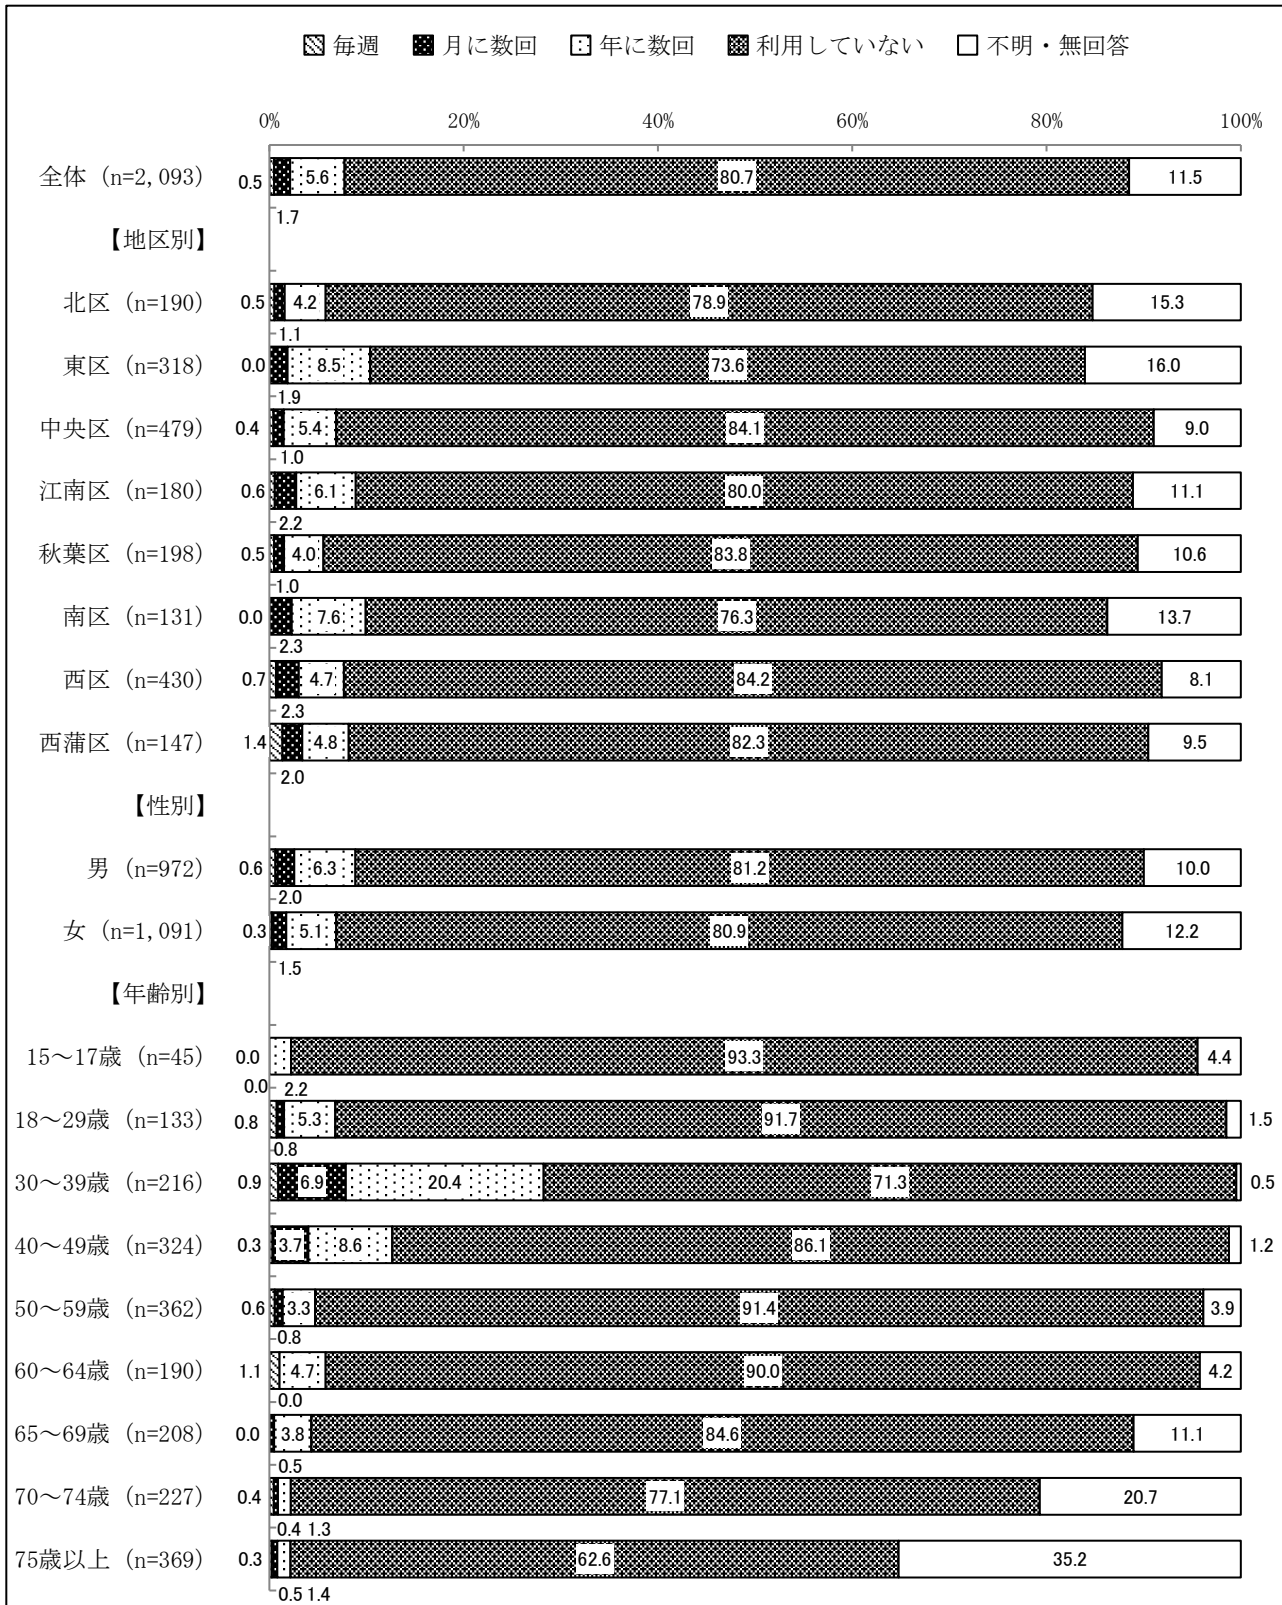 毎週 月に数回 年に数回 利用していない 不明・無回答
0% 20% 40% 60% 80% 100%
全体 (n=2,093) 0.5 5.6 80.7 11.5
1.7
【地区別】
北区 (n=190) 0.5 4.2 78.9 15.3
1.1
東区 (n=318) 0.0 8.5 73.6 16.0
1.9
中央区 (n=479) 0.4 5.4 84.1 9.0
1.0
江南区 (n=180) 0.6 6.1 80.0 11.1
2.2
秋葉区 (n=198) 0.5 4.0 83.8 10.6
1.0
南区 (n=131) 0.0 7.6 76.3 13.7
2.3
西区 (n=430) 0.7 4.7 84.2 8.1
2.3
西蒲区 (n=147) 1.4 4.8 82.3 9.5
2.0
【性別】
男 (n=972) 0.6 6.3 81.2 10.0
2.0
女 (n=1,091) 0.3 5.1 80.9 12.2
1.5
【年齢別】
15～17歳 (n=45) 0.0 93.3 4.4
0.0 2.2
18～29歳 (n=133) 0.8 5.3 91.7 1.5
0.8
30～39歳 (n=216) 0.9 6.9 20.4 71.3 0.5
40～49歳 (n=324) 0.3 3.7 8.6 86.1 1.2
50～59歳 (n=362) 0.6 3.3 91.4 3.9
0.8
60～64歳 (n=190) 1.1 4.7 90.0 4.2
0.0
65～69歳 (n=208) 0.0 3.8 84.6 11.1
0.5
70～74歳 (n=227) 0.4 77.1 20.7
0.4 1.3
75歳以上 (n=369) 0.3 62.6 35.2
0.5 1.4